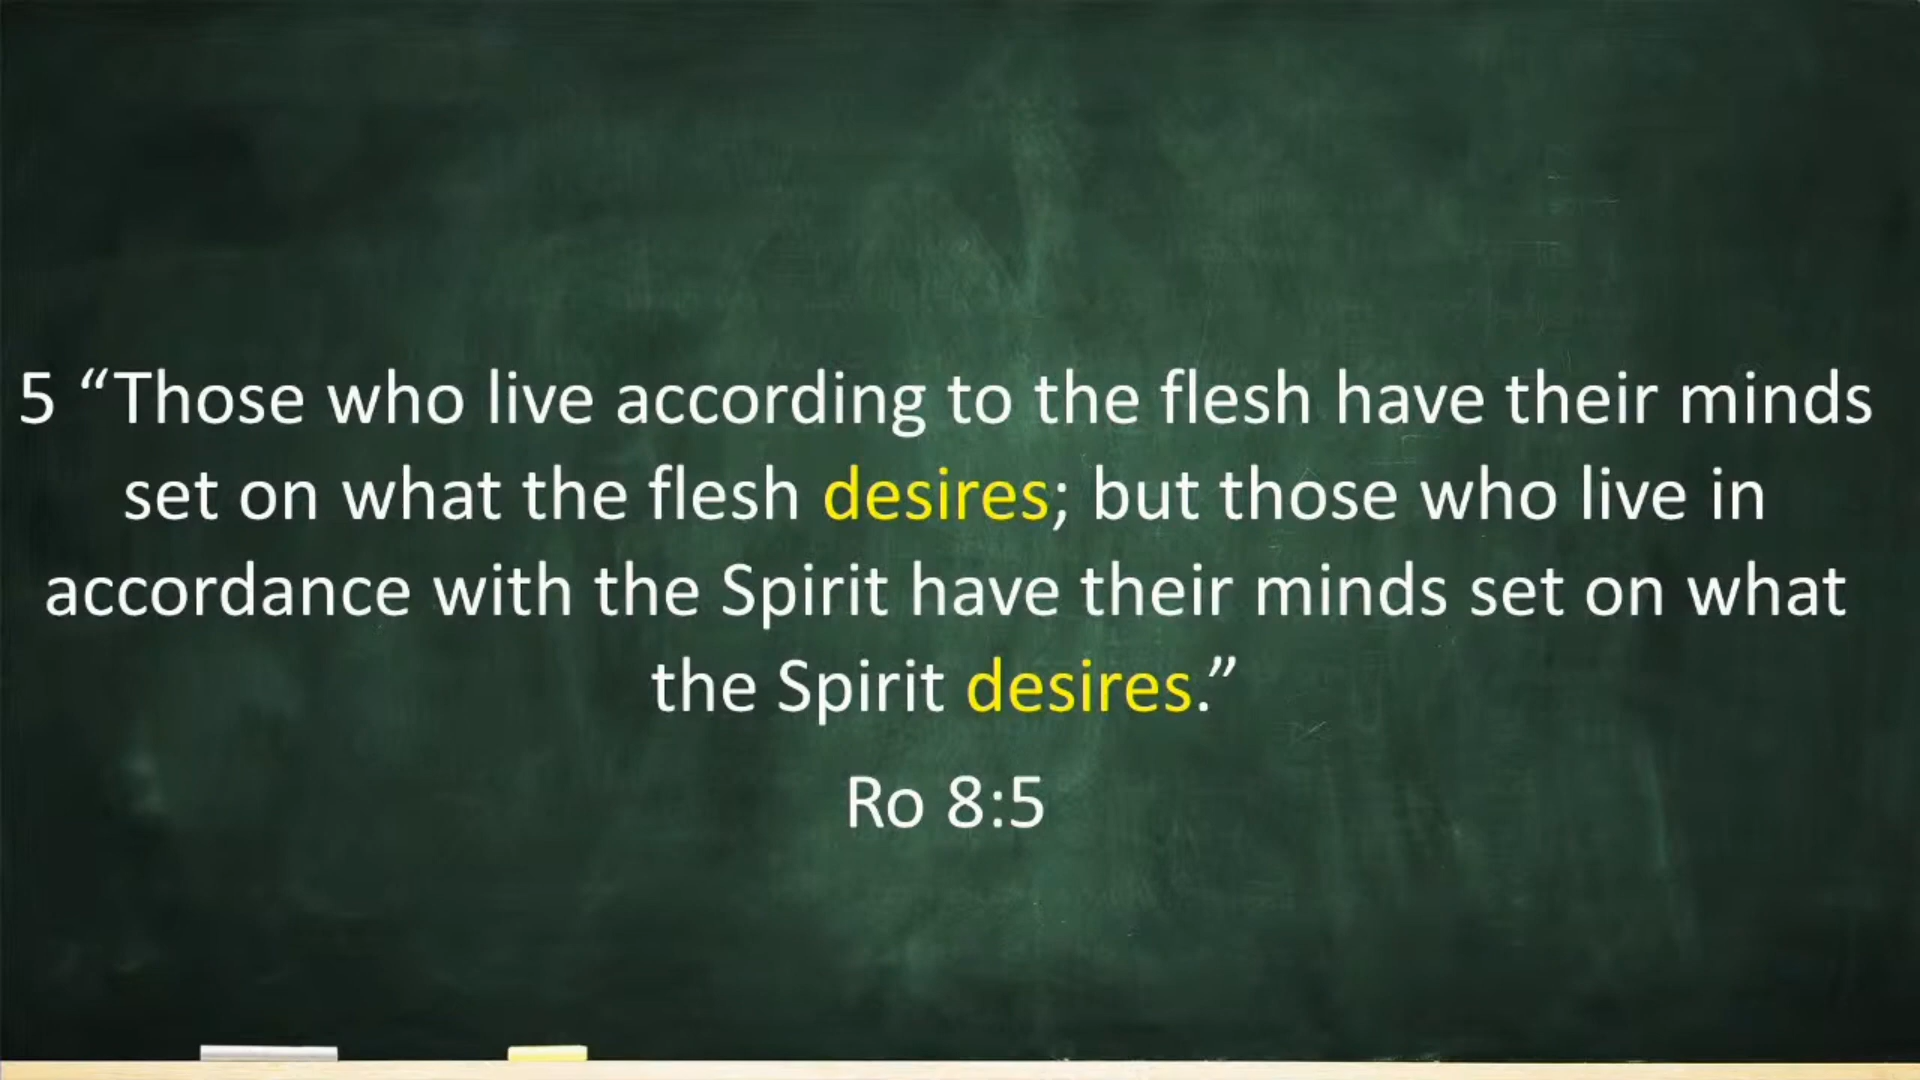 5 “Those who live according to the flesh have their minds
set on what the flesh desires; but those who live in
accordance with the Spirit have their minds set on what
the Spirit desires.”
Ro 8:5